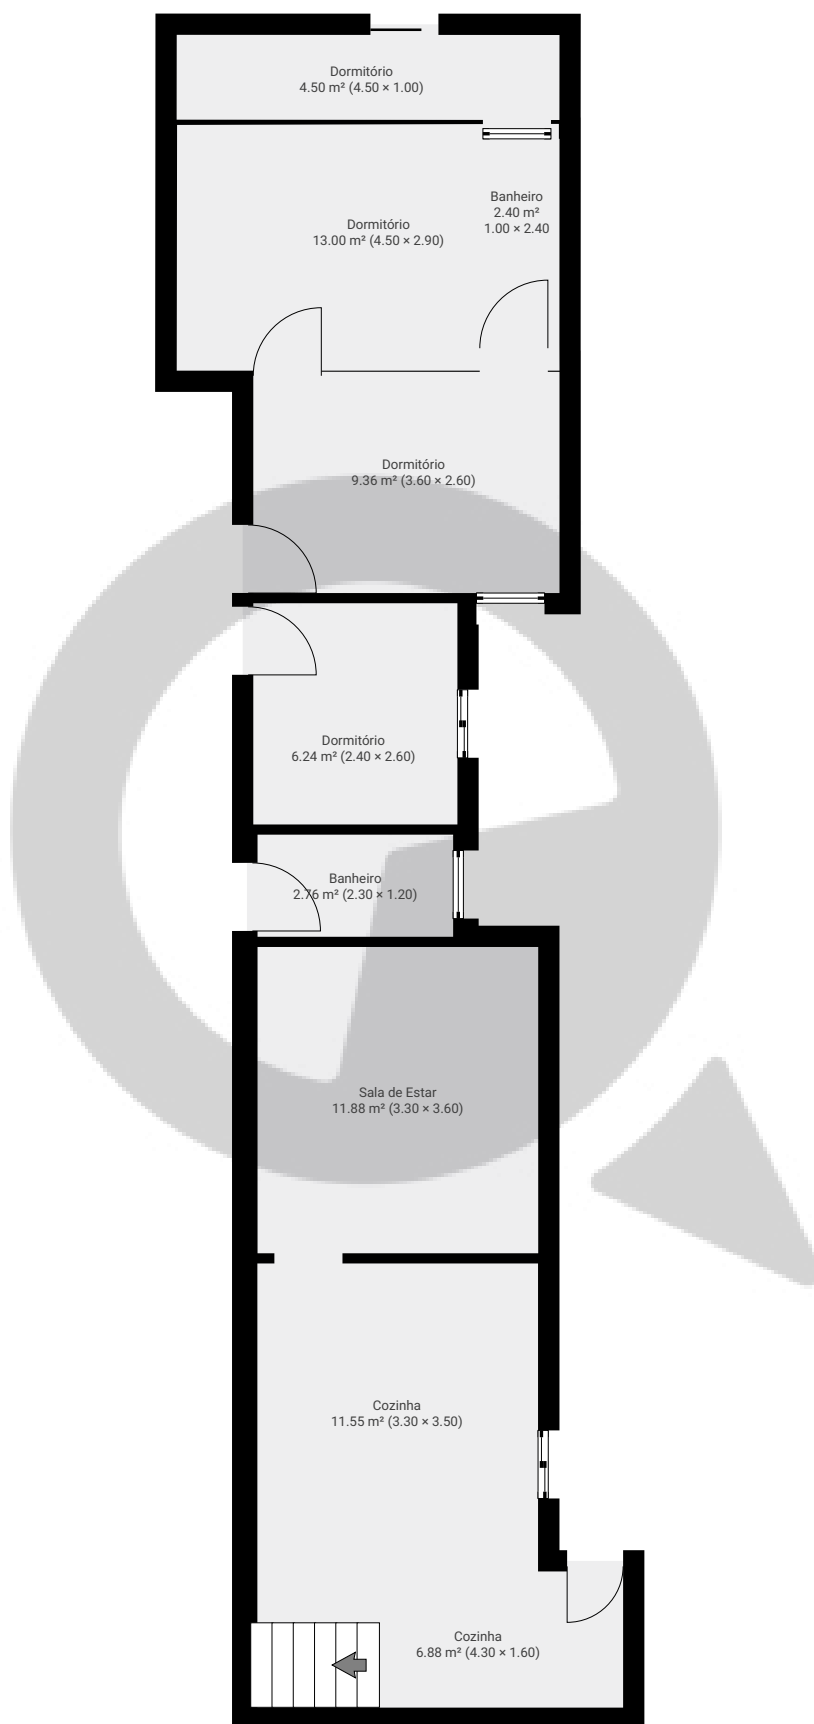 Dormitório
4.50 m² (4.50 × 1.00)
Banheiro
2.40 m²
1.00 × 2.40
Dormitório
13.00 m² (4.50 × 2.90)
Dormitório
9.36 m² (3.60 × 2.60)
Dormitório
6.24 m² (2.40 × 2.60)
Banheiro
2.76 m² (2.30 × 1.20)
Sala de Estar
11.88 m² (3.30 × 3.60)
Cozinha
11.55 m² (3.30 × 3.50)
Cozinha
6.88 m² (4.30 × 1.60)